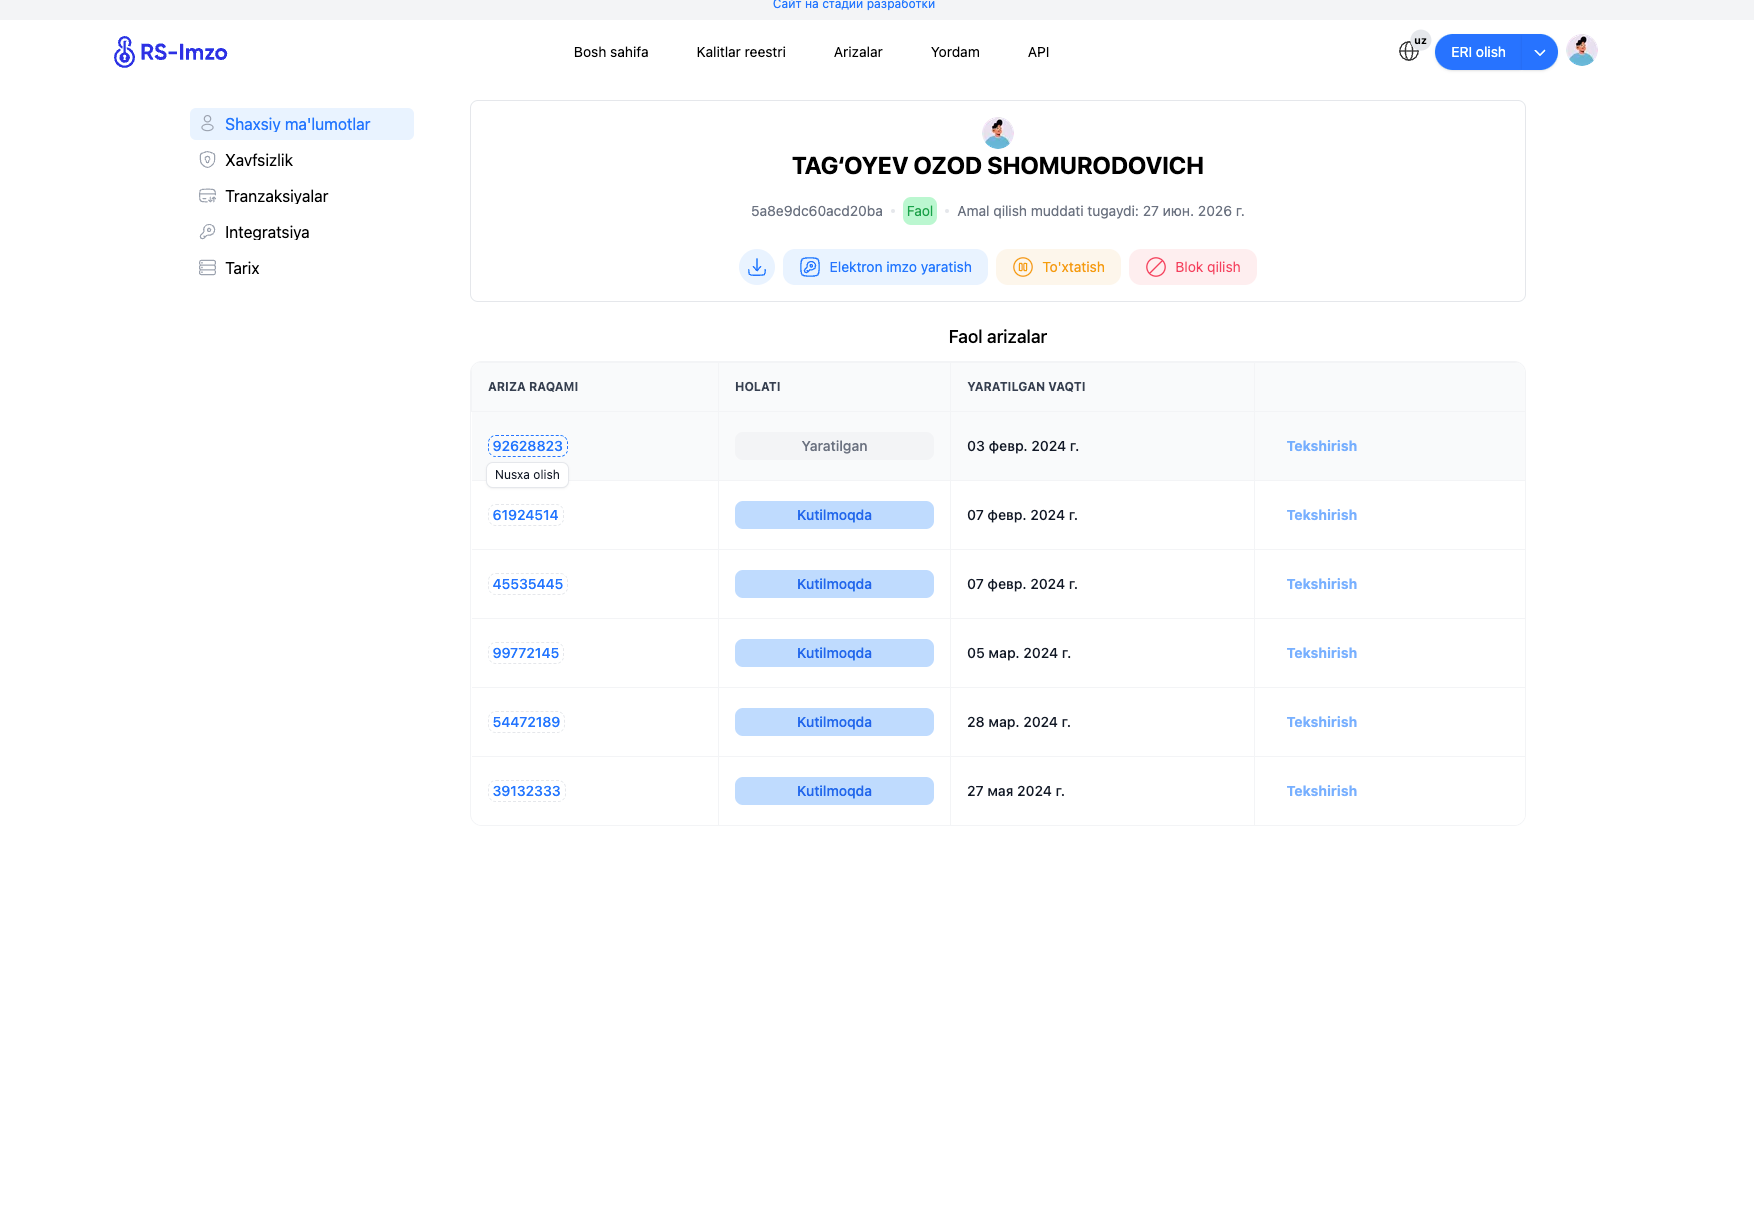 Сайт на стадии разработки
RS-Imzo
Bosh sahifa
Kalitlar reestri
Arizalar
Yordam
API
uz
ERI olish
Shaxsiy ma'lumotlar
Xavfsizlik
Tranzaksiyalar
Integratsiya
Tarix
TAG‘OYEV OZOD SHOMURODOVICH
5a8e9dc60acd20ba • Faol • Amal qilish muddati tugaydi: 27 июн. 2026 г.
Elektron imzo yaratish
To'xtatish
Blok qilish
Faol arizalar
ARIZA RAQAMI HOLATI YARATILGAN VAQTI
92628823 Yaratilgan 03 февр. 2024 г. Tekshirish
Nusxa olish
61924514 Kutilmoqda 07 февр. 2024 г. Tekshirish
45535445 Kutilmoqda 07 февр. 2024 г. Tekshirish
99772145 Kutilmoqda 05 мар. 2024 г. Tekshirish
54472189 Kutilmoqda 28 мар. 2024 г. Tekshirish
39132333 Kutilmoqda 27 мая 2024 г. Tekshirish